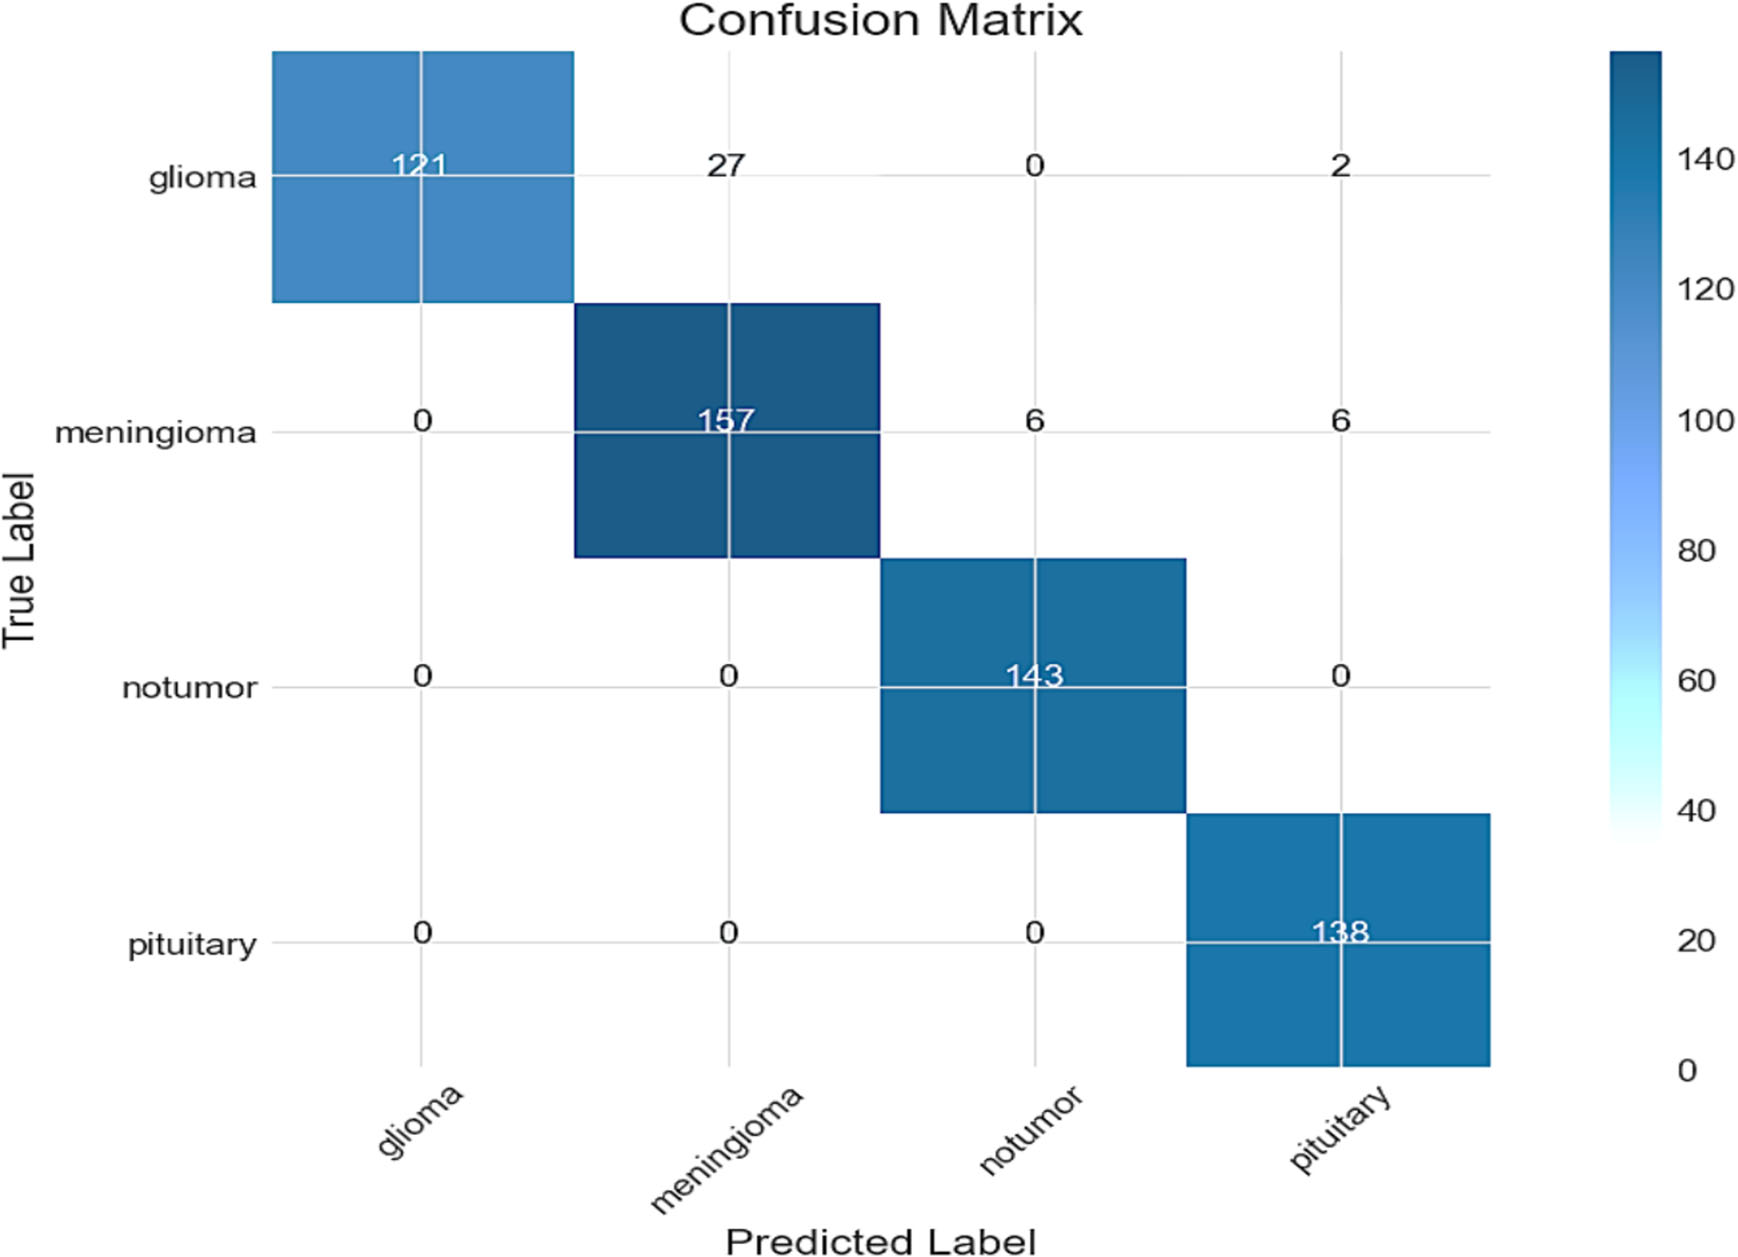 Confusion Matrix
glioma 121 27 0 2
meningioma 0 157 6 6
notumor 0 0 143 0
pituitary 0 0 0 138
glioma meningioma notumor pituitary
True Label
Predicted Label
140
120
100
80
60
40
20
0